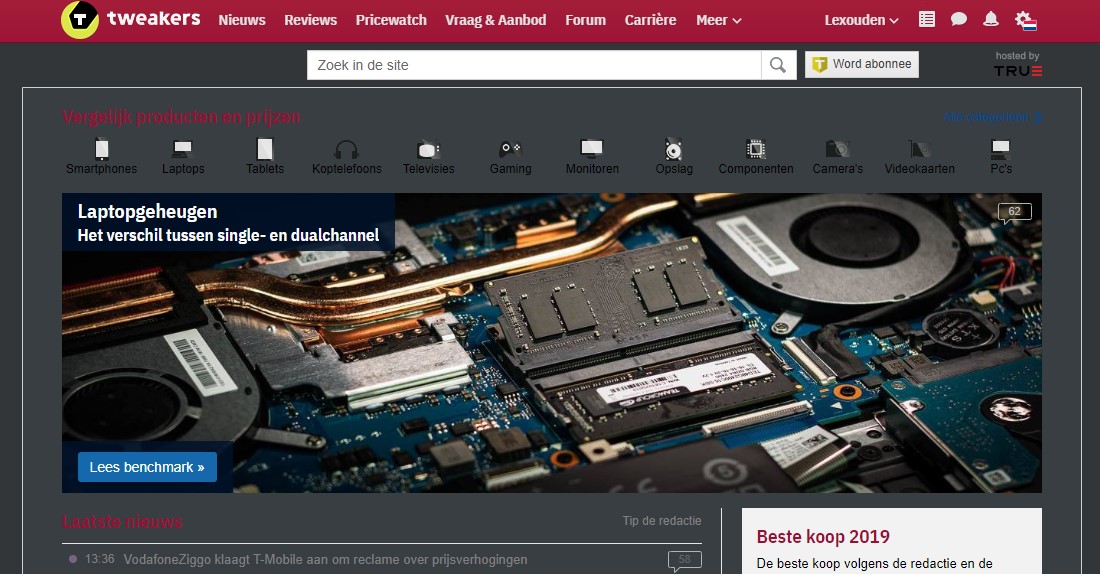 tweakers Nieuws Reviews Pricewatch Vraag & Aanbod Forum Carrière Meer Lexouden
Zoek in de site
Word abonnee
hosted by
TRUE
Vergelijk producten en prijzen
Alle categorieën
Smartphones Laptops Tablets Koptelefoons Televisies Gaming Monitoren Opslag Componenten Camera's Videokaarten Pc's
Laptopgeheugen
Het verschil tussen single- en dualchannel
62
TEAMGROUP
Lees benchmark »
Laatste nieuws
Tip de redactie
13:36 VodafoneZiggo klaagt T-Mobile aan om reclame over prijsverhogingen
58
Beste koop 2019
De beste koop volgens de redactie en de